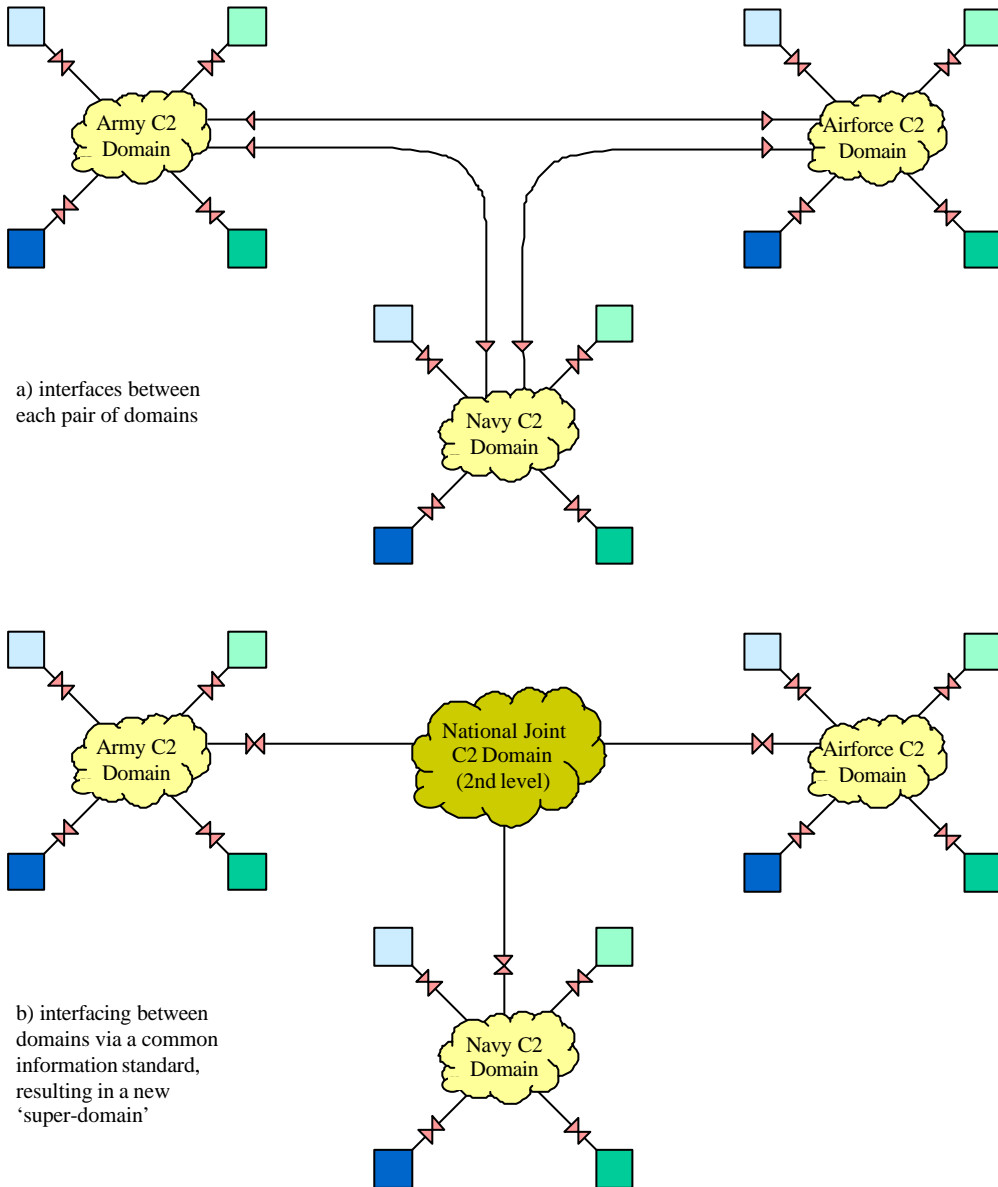 Army C2
Domain
Airforce C2
Domain
a) interfaces between
each pair of domains
Navy C2
Domain
Army C2
Domain
National Joint
C2 Domain
(2nd level)
Airforce C2
Domain
b) interfacing between
domains via a common
information standard,
resulting in a new
‘super-domain’
Navy C2
Domain